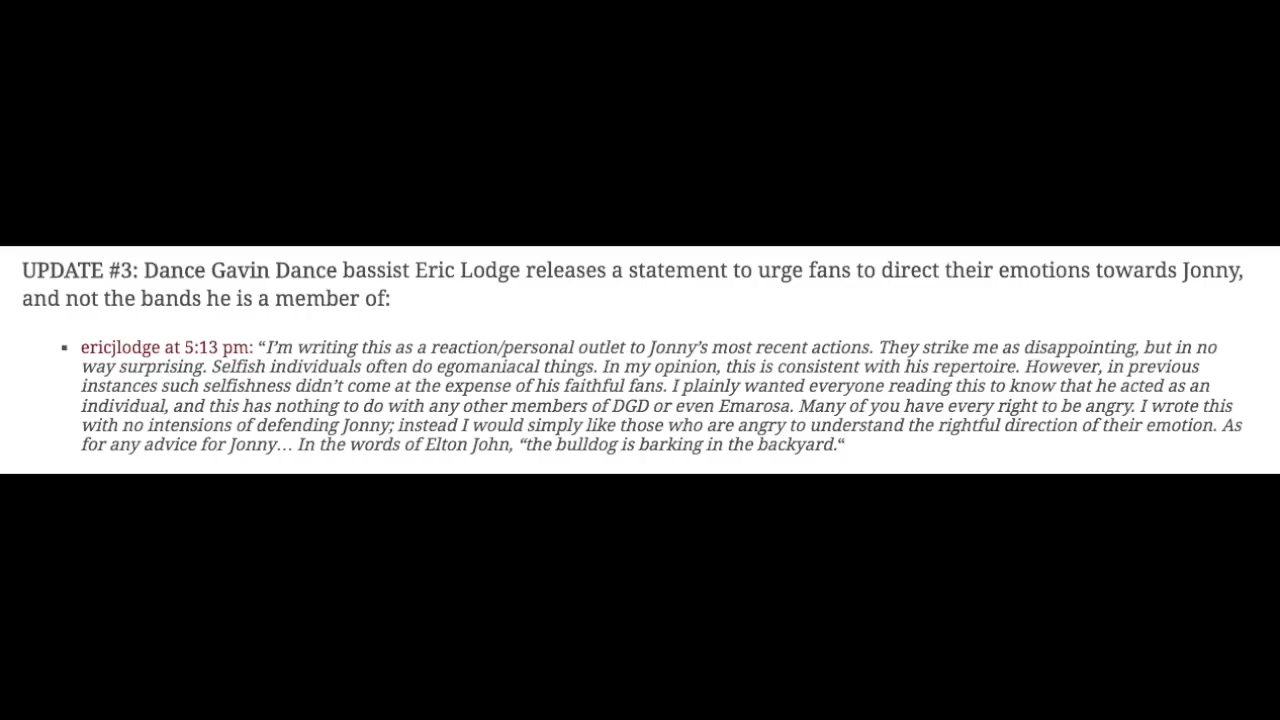 UPDATE #3: Dance Gavin Dance bassist Eric Lodge releases a statement to urge fans to direct their emotions towards Jonny,
and not the bands he is a member of:
▪ ericjlodge at 5:13 pm: “I’m writing this as a reaction/personal outlet to Jonny’s most recent actions. They strike me as disappointing, but in no
way surprising. Selfish individuals often do egomaniacal things. In my opinion, this is consistent with his repertoire. However, in previous
instances such selfishness didn’t come at the expense of his faithful fans. I plainly wanted everyone reading this to know that he acted as an
individual, and this has nothing to do with any other members of DGD or even Emarosa. Many of you have every right to be angry. I wrote this
with no intensions of defending Jonny; instead I would simply like those who are angry to understand the rightful direction of their emotion. As
for any advice for Jonny… In the words of Elton John, “the bulldog is barking in the backyard.“